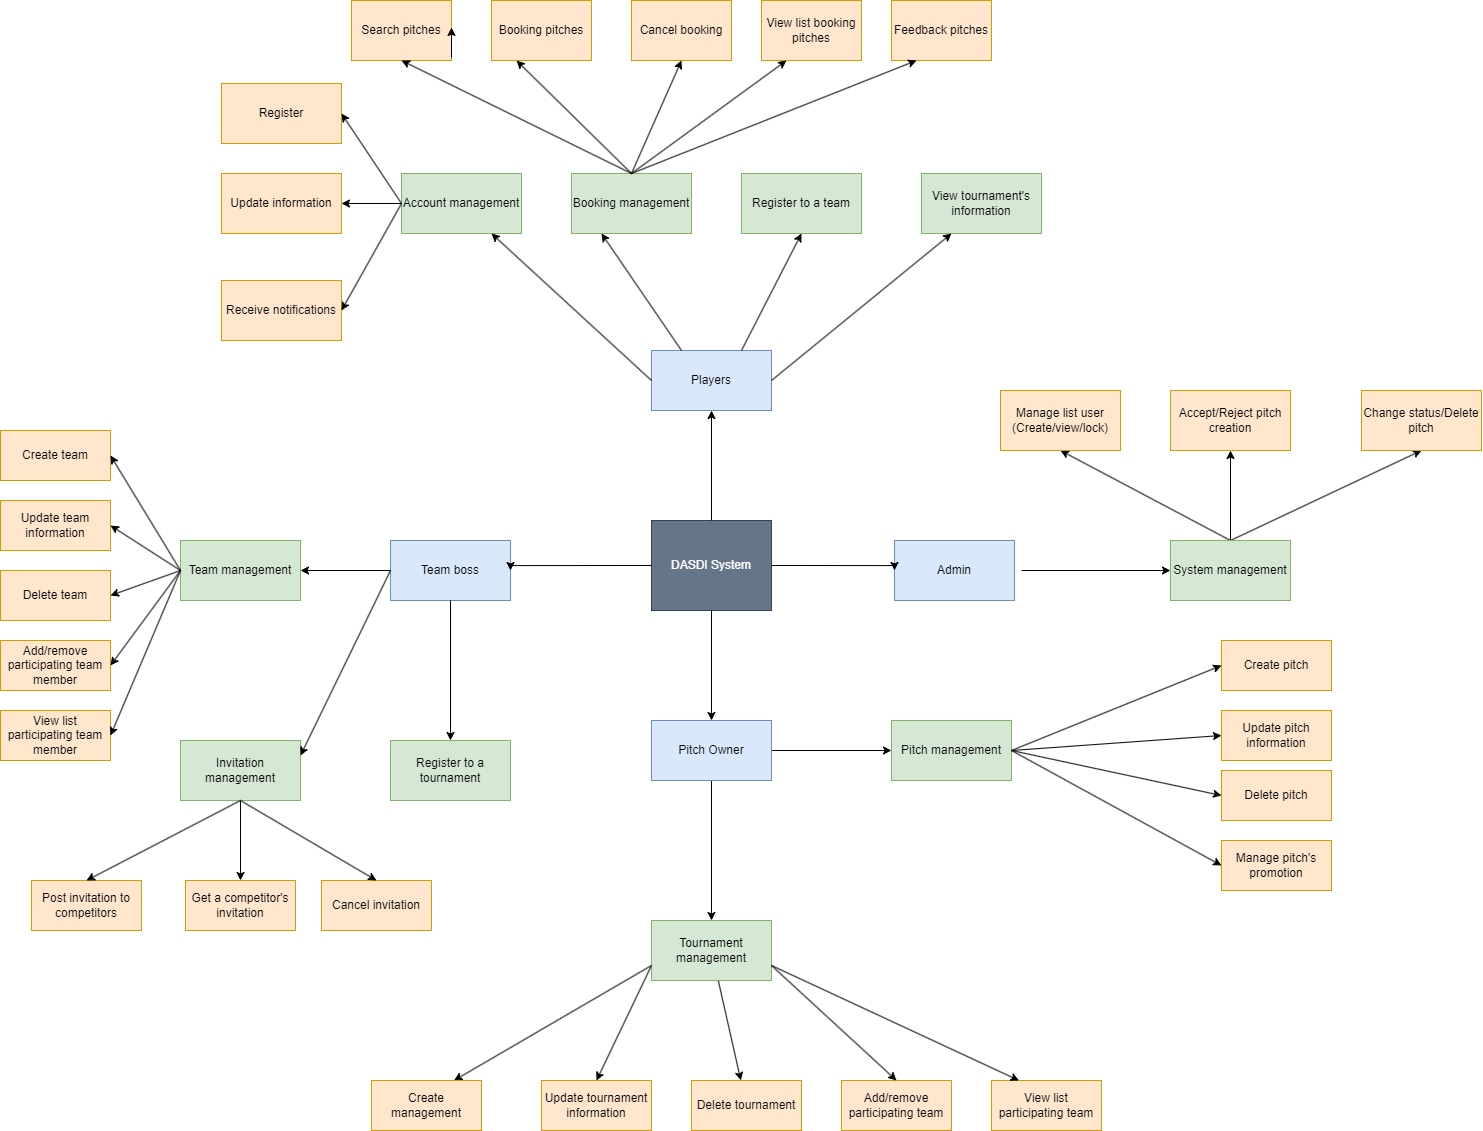 Search pitches
Booking pitches
Cancel booking
View list booking
pitches
Feedback pitches
Register
Update information
Account management
Booking management
Register to a team
View tournament's
information
Receive notifications
Players
Manage list user
(Create/view/lock)
Accept/Reject pitch
creation
Change status/Delete
pitch
Create team
Update team
information
Delete team
Add/remove
participating team
member
View list
participating team
member
Team management
Team boss
DASDI System
Admin
System management
Invitation
management
Register to a
tournament
Pitch Owner
Pitch management
Create pitch
Update pitch
information
Delete pitch
Manage pitch's
promotion
Post invitation to
competitors
Get a competitor's
invitation
Cancel invitation
Tournament
management
Create
management
Update tournament
information
Delete tournament
Add/remove
participating team
View list
participating team